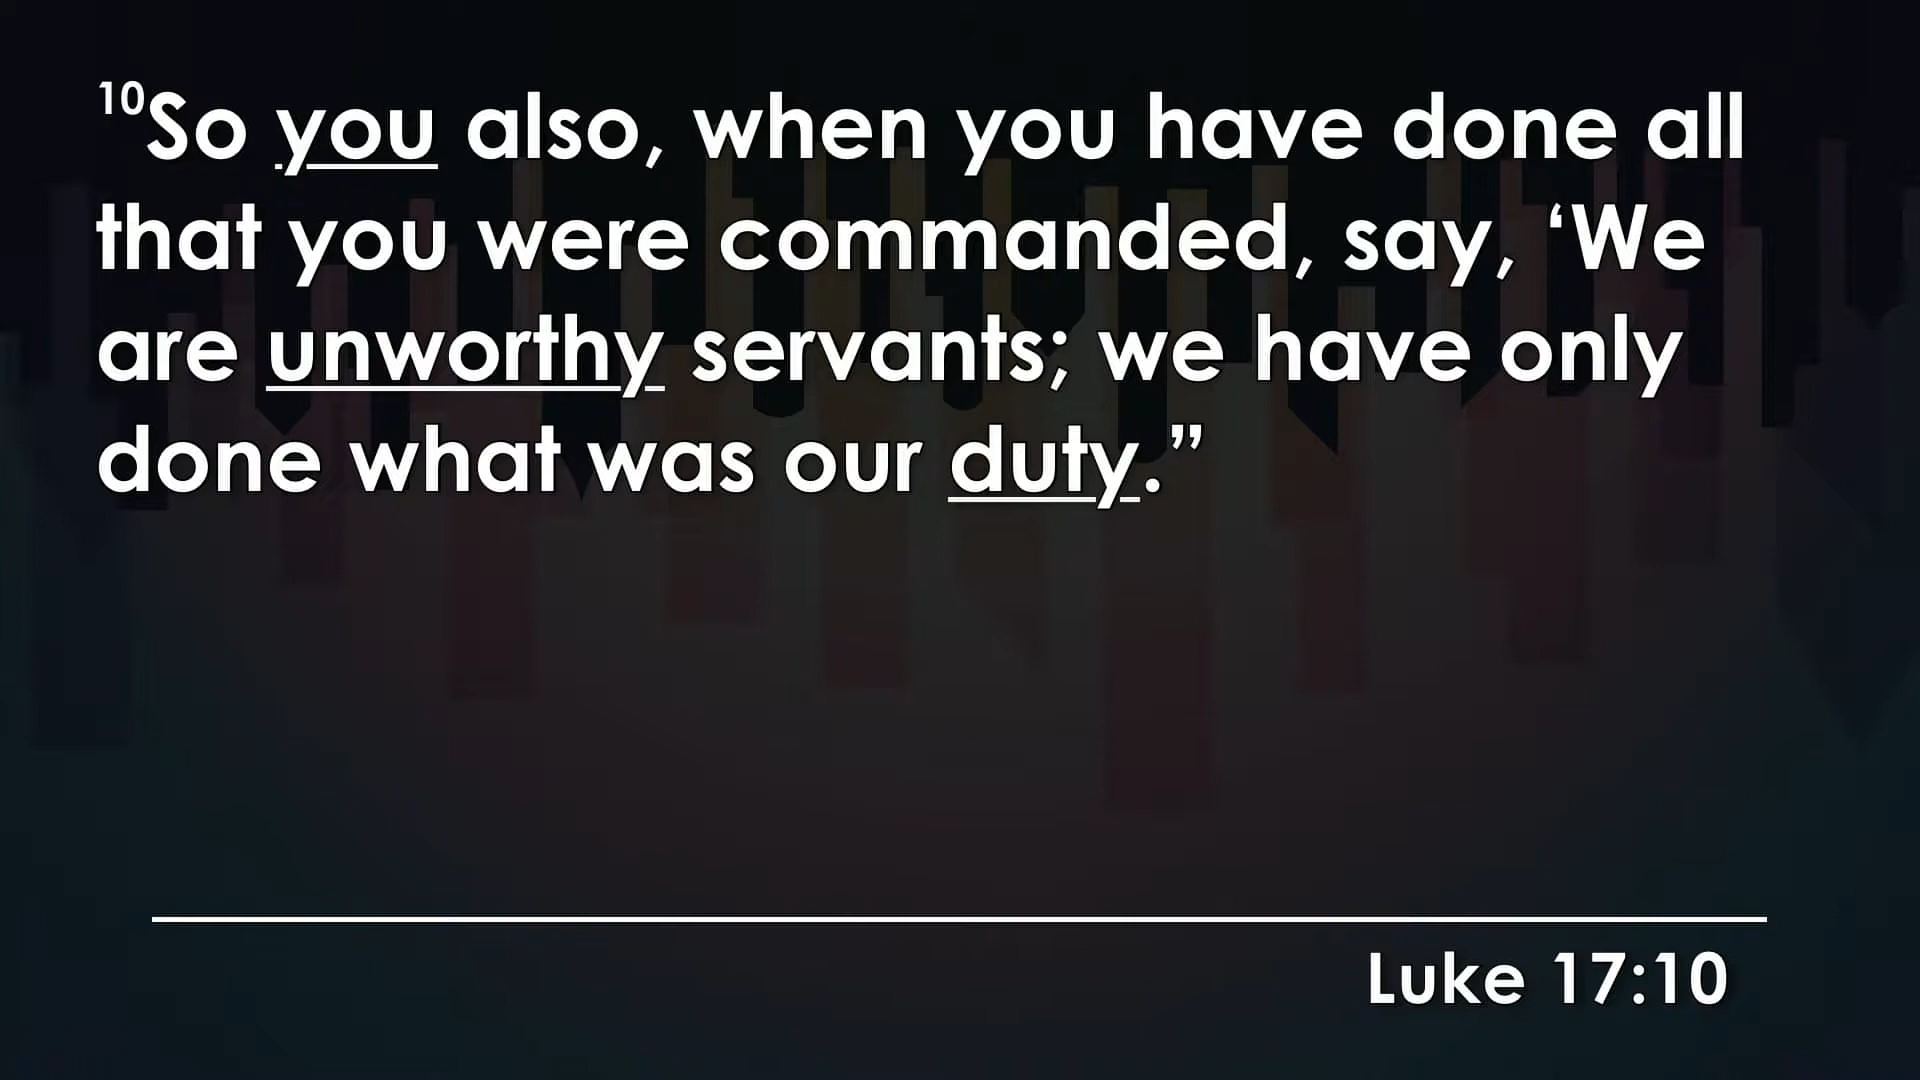 ¹⁰So you also, when you have done all
that you were commanded, say, ‘We
are unworthy servants; we have only
done what was our duty.”
Luke 17:10